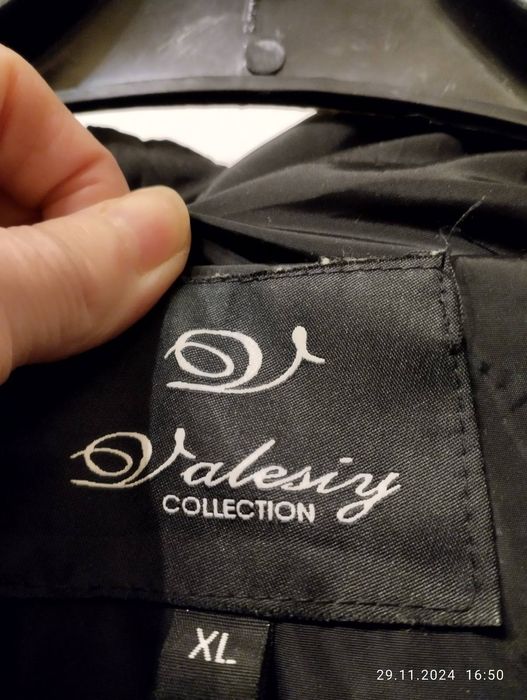 V
Valesiy
COLLECTION
XL
29.11.2024 16:50